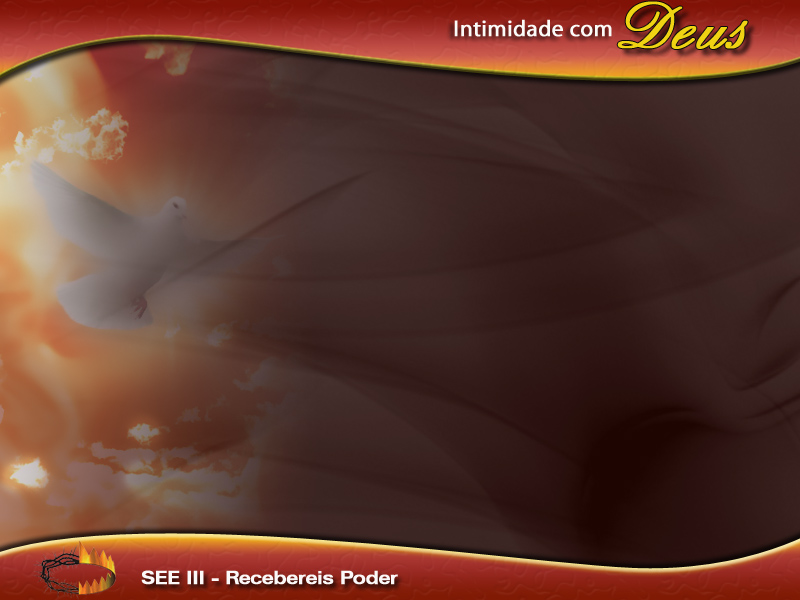 Intimidade com Deus
SEE III - Recebereis Poder